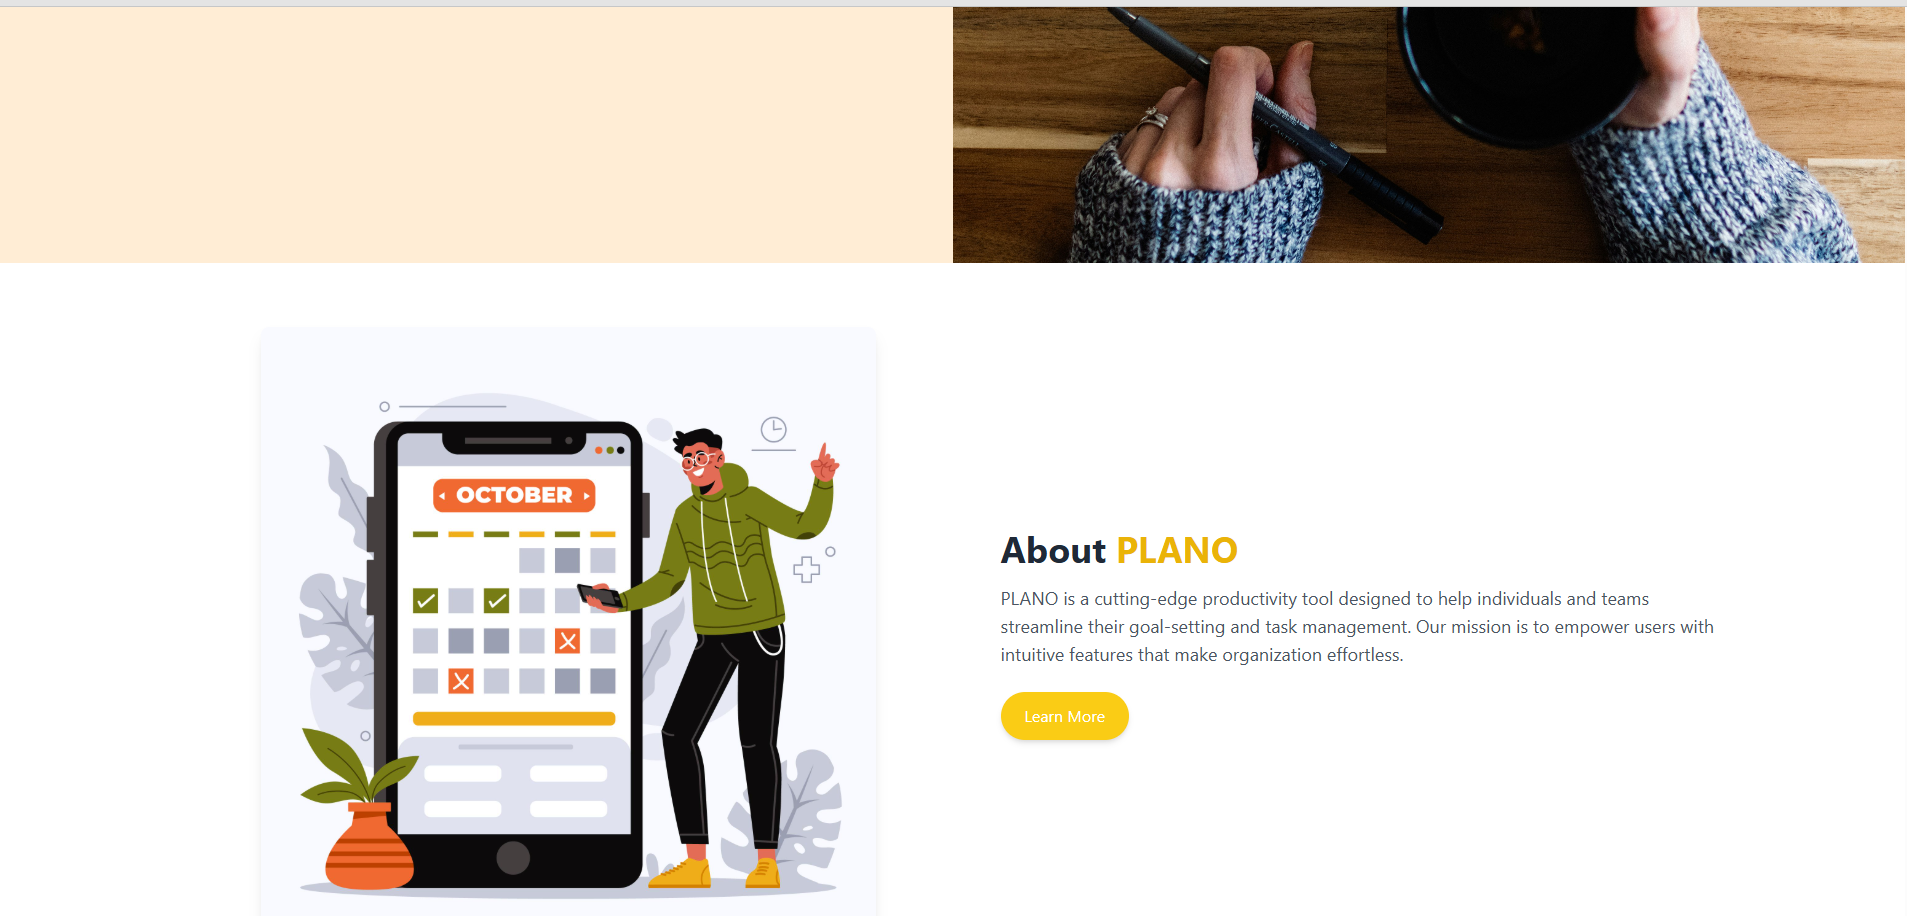 OCTOBER
About PLANO
PLANO is a cutting-edge productivity tool designed to help individuals and teams
streamline their goal-setting and task management. Our mission is to empower users with
intuitive features that make organization effortless.
Learn More